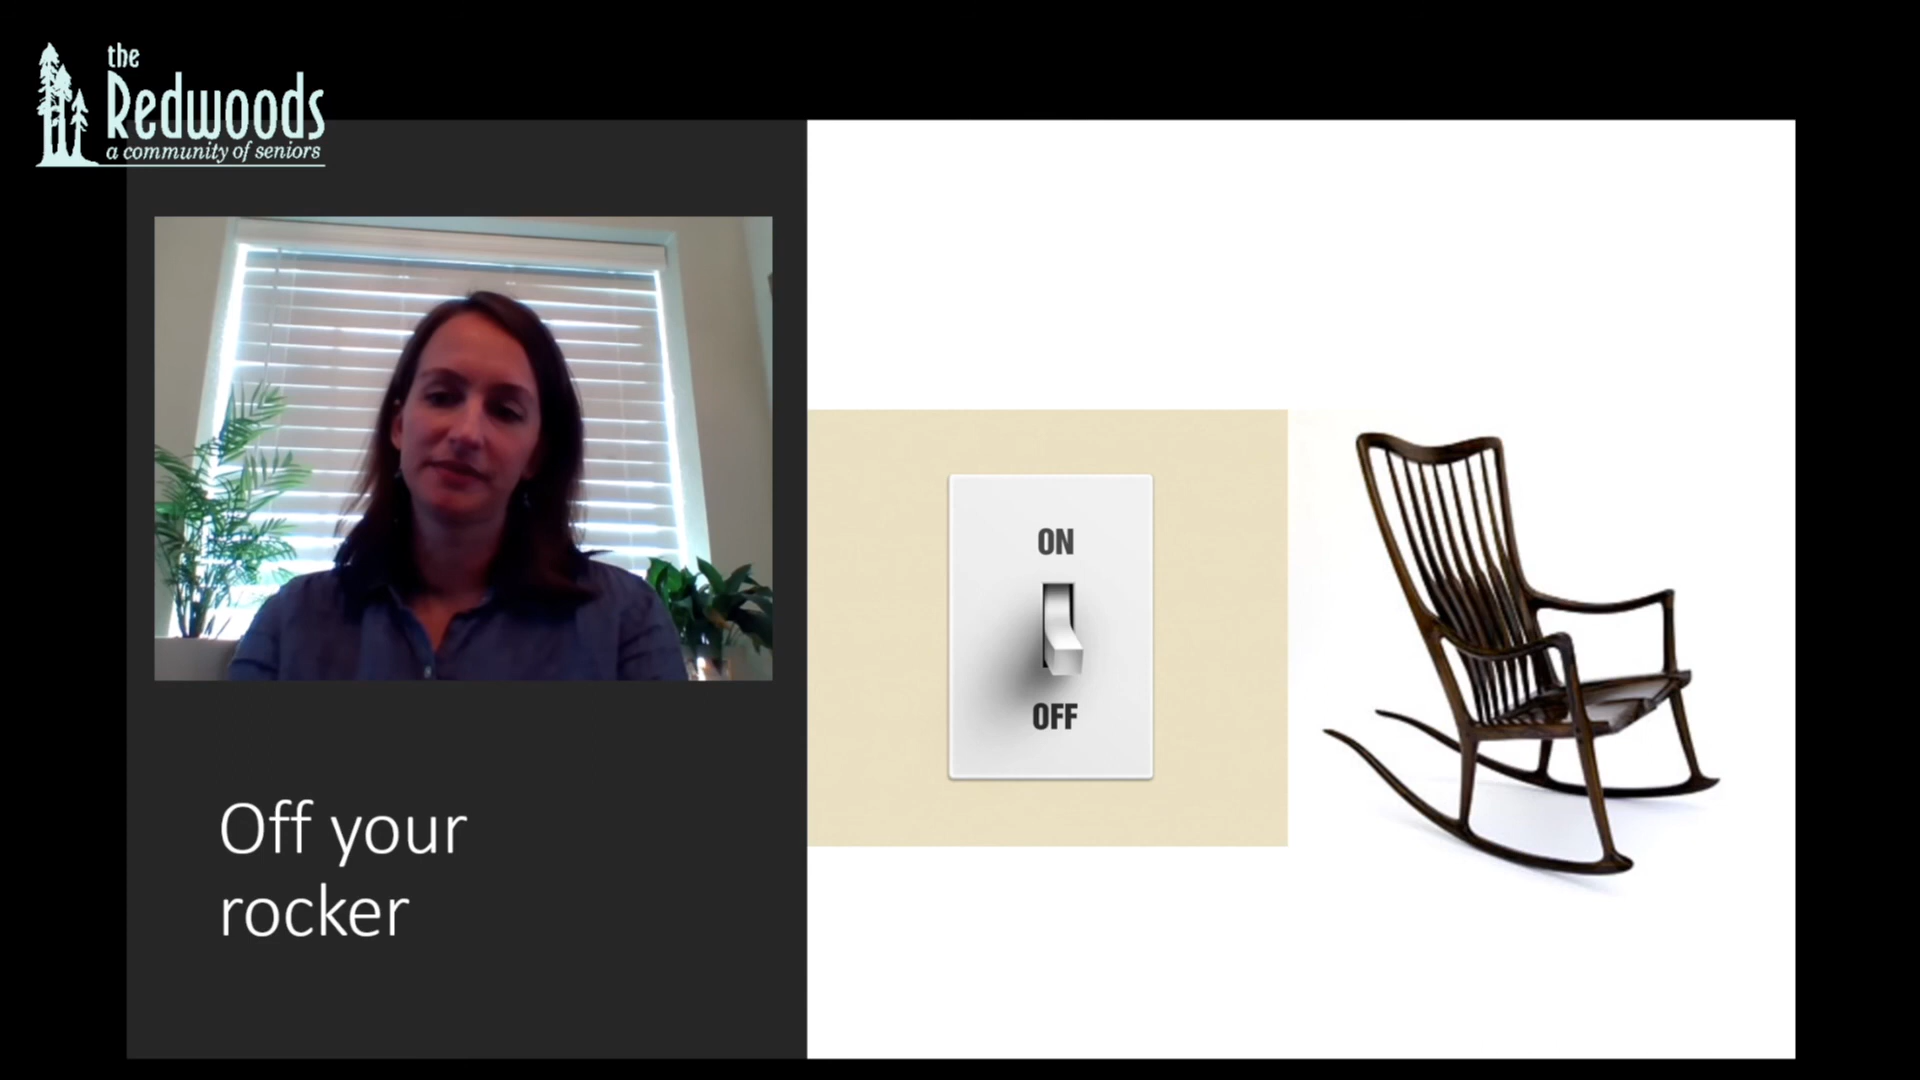 the
Redwoods
a community of seniors
ON
OFF
Off your
rocker